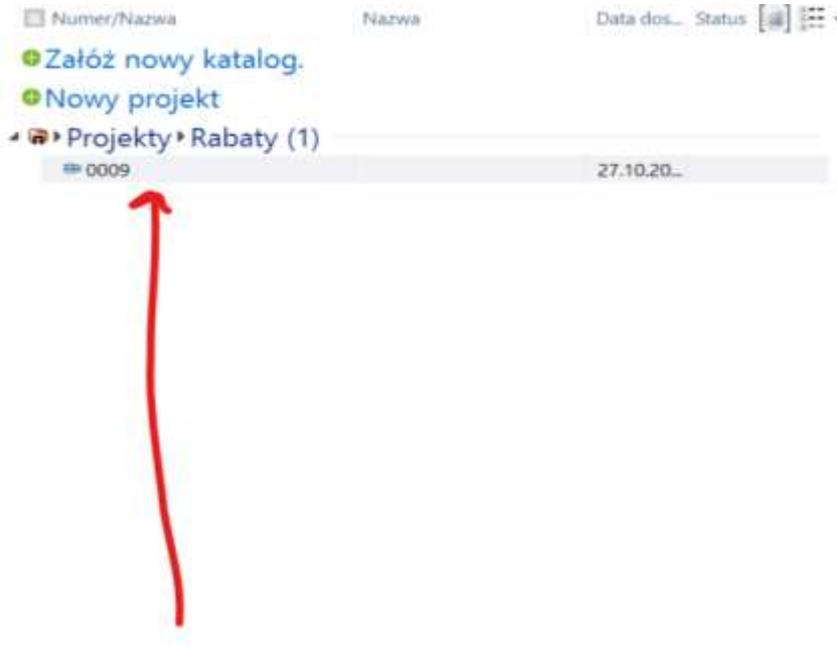 Numer/Nazwa Nazwa Data dos... Status
Załóż nowy katalog.
Nowy projekt
Projekty Rabaty (1)
0009 27.10.20...